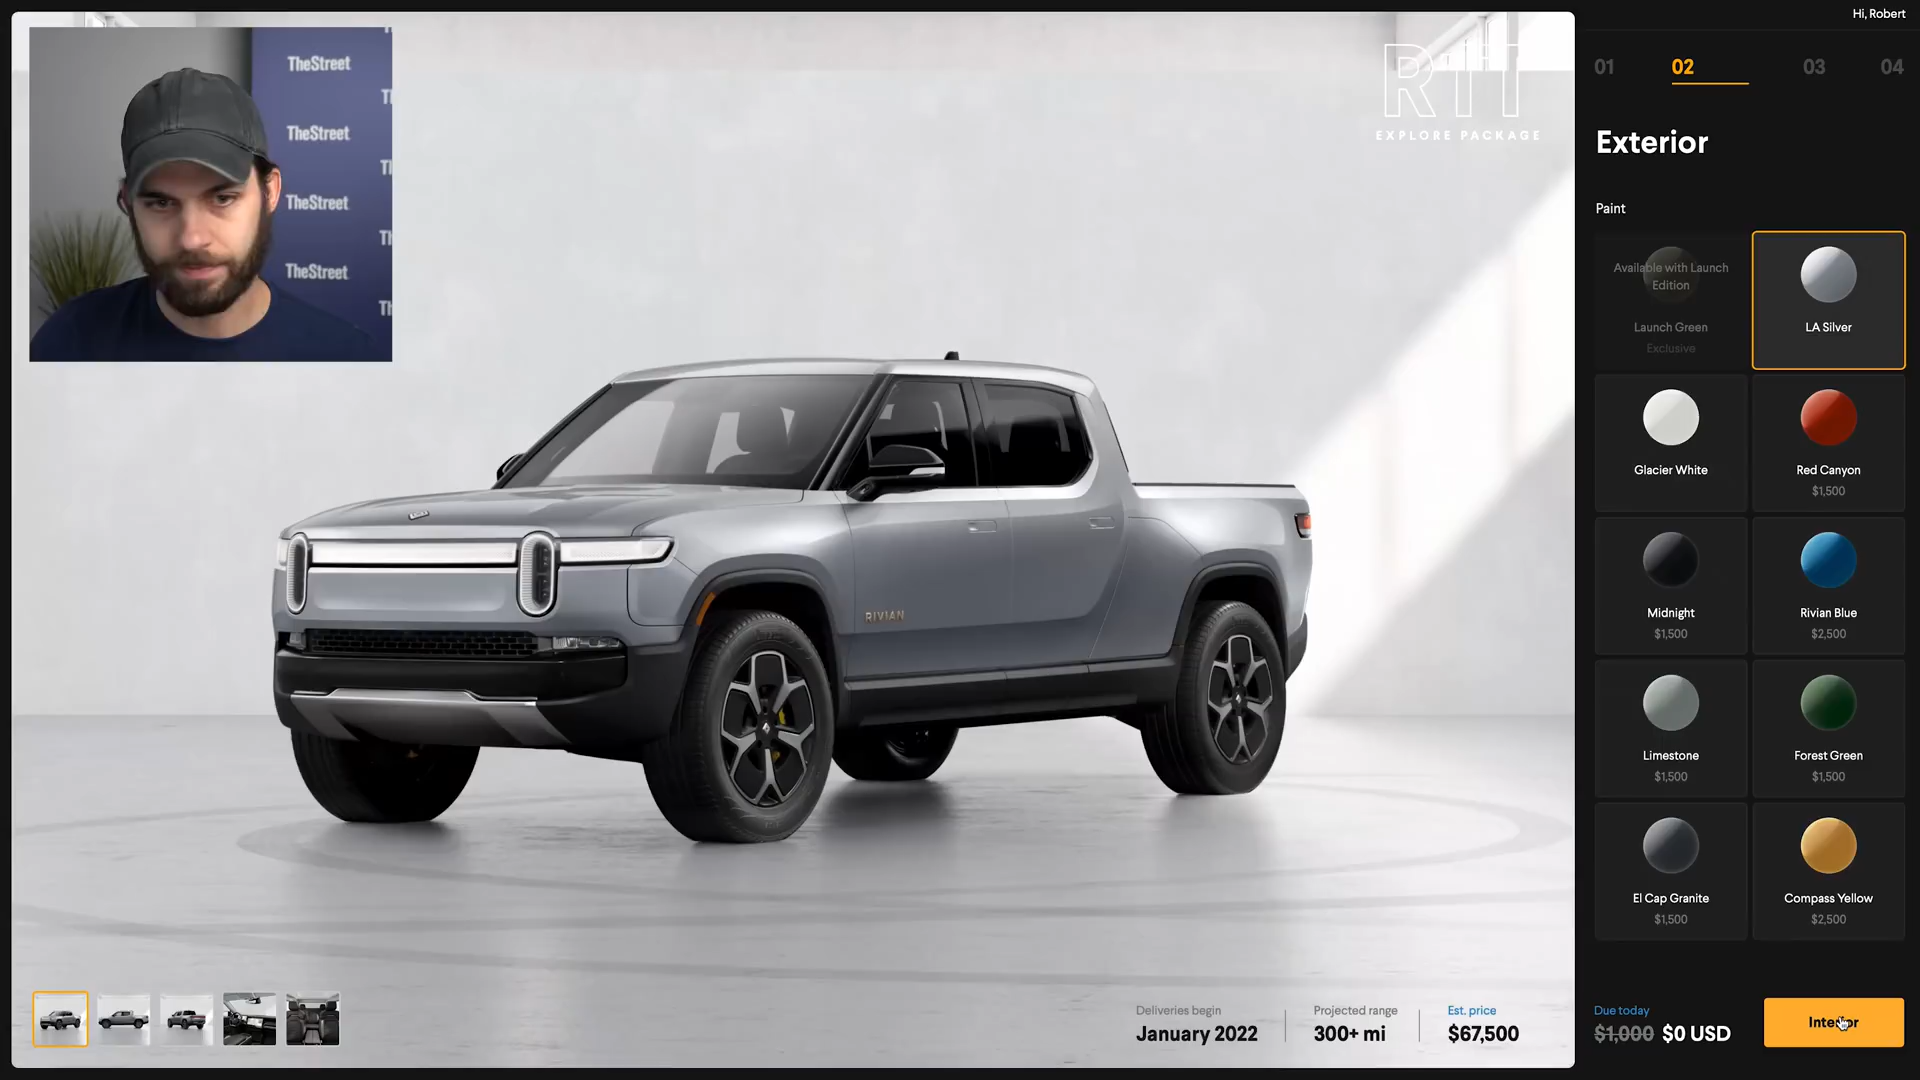 Hi, Robert
01
02
03
04
TheStreet
TheStreet
TheStreet
TheStreet
R1T
EXPLORE PACKAGE
Exterior
Paint
Available with Launch
Edition
Launch Green
Exclusive
LA Silver
Glacier White
Red Canyon
$1,500
Midnight
$1,500
Rivian Blue
$2,500
Limestone
$1,500
Forest Green
$1,500
El Cap Granite
$1,500
Compass Yellow
$2,500
RIVIAN
Deliveries begin
January 2022
Projected range
300+ mi
Est. price
$67,500
Due today
$1,000 $0 USD
Interior